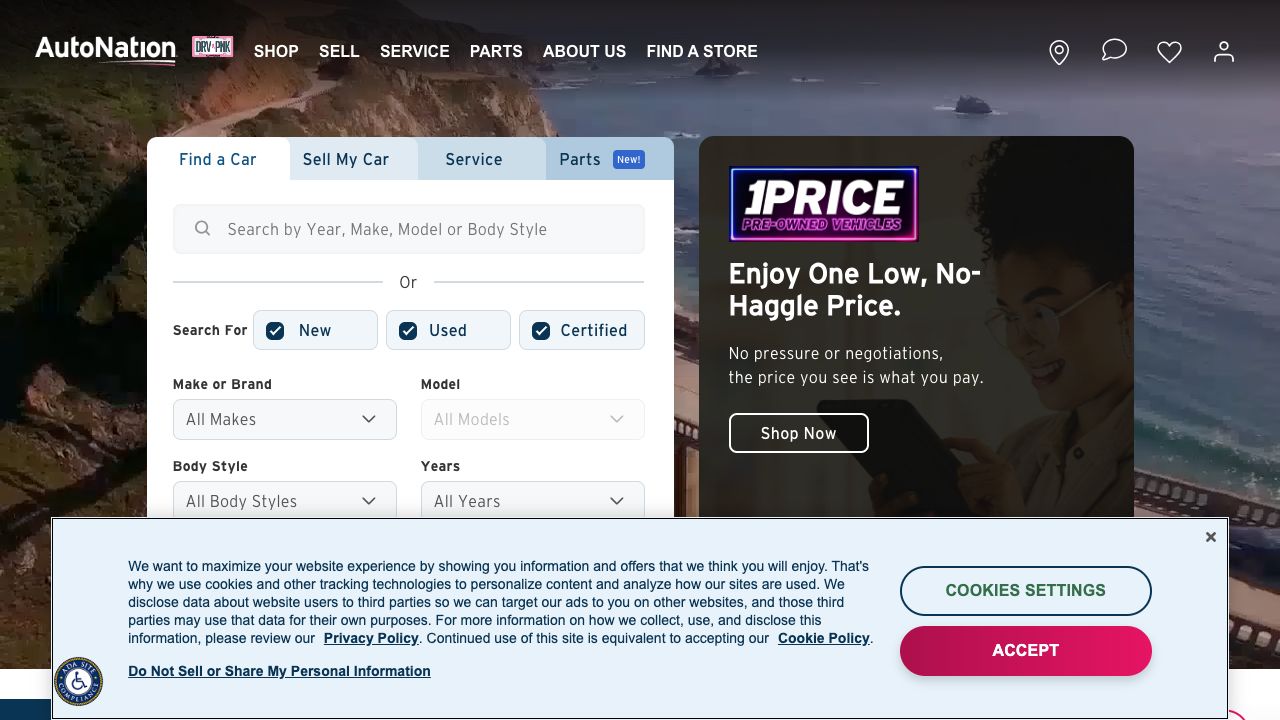 AutoNation
DRV PNK
SHOP
SELL
SERVICE
PARTS
ABOUT US
FIND A STORE
Find a Car
Sell My Car
Service
Parts
New!
Search by Year, Make, Model or Body Style
Or
Search For
New
Used
Certified
Make or Brand
Model
All Makes
All Models
Body Style
Years
All Body Styles
All Years
1PRICE
PRE-OWNED VEHICLES
Enjoy One Low, No-
Haggle Price.
No pressure or negotiations,
the price you see is what you pay.
Shop Now
We want to maximize your website experience by showing you information and offers that we think you will enjoy. That's
why we use cookies and other tracking technologies to personalize content and analyze how our sites are used. We
disclose data about website users to third parties so we can target our ads to you on other websites, and those third
parties may use that data for their own purposes. For more information on how we collect, use, and disclose this
information, please review our Privacy Policy. Continued use of this site is equivalent to accepting our Cookie Policy.
Do Not Sell or Share My Personal Information
COOKIES SETTINGS
ACCEPT
ADA SITE
COMPLIANCE